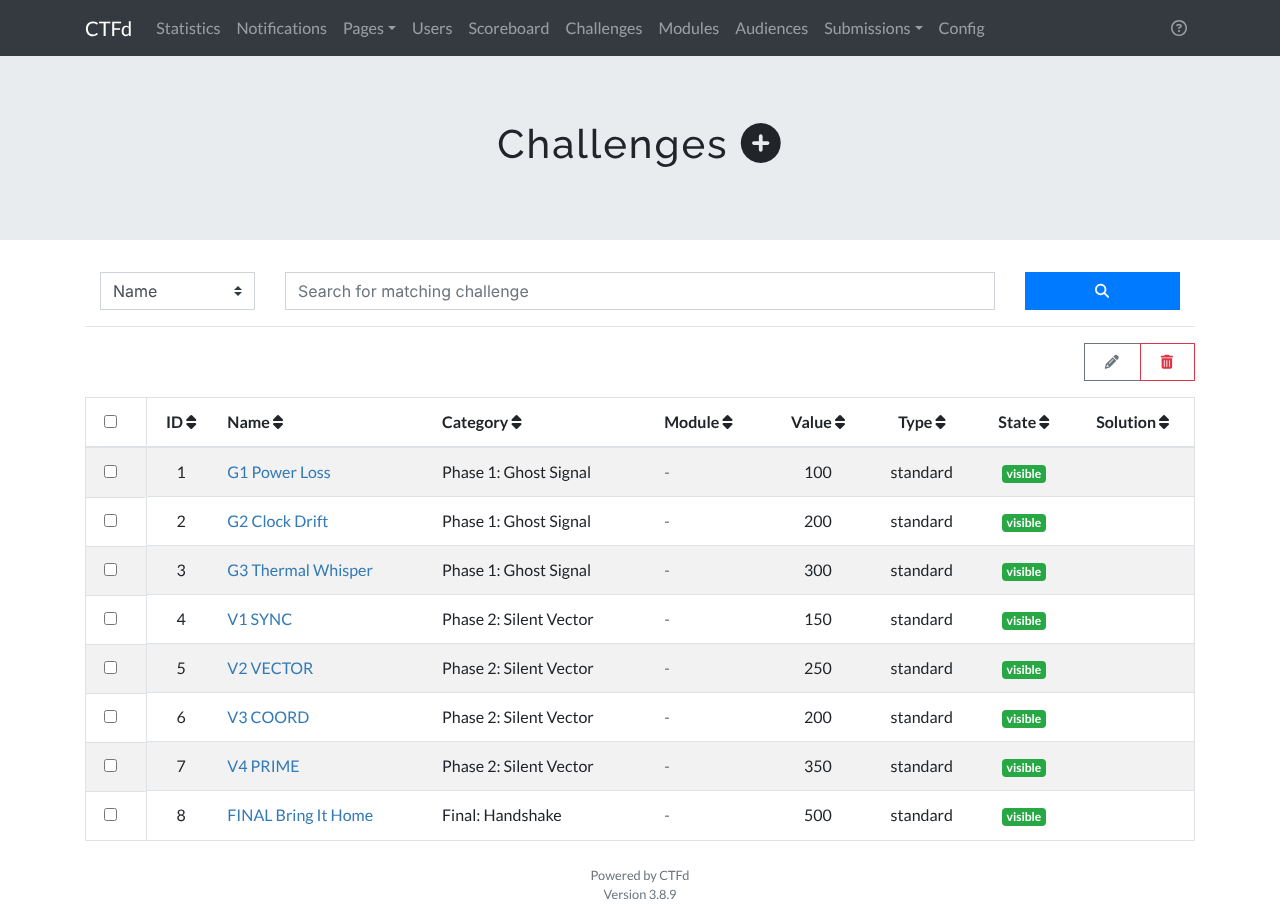 CTFd Statistics Notifications Pages Users Scoreboard Challenges Modules Audiences Submissions Config
Challenges
Name Search for matching challenge
ID Name Category Module Value Type State Solution
1 G1 Power Loss Phase 1: Ghost Signal - 100 standard visible
2 G2 Clock Drift Phase 1: Ghost Signal - 200 standard visible
3 G3 Thermal Whisper Phase 1: Ghost Signal - 300 standard visible
4 V1 SYNC Phase 2: Silent Vector - 150 standard visible
5 V2 VECTOR Phase 2: Silent Vector - 250 standard visible
6 V3 COORD Phase 2: Silent Vector - 200 standard visible
7 V4 PRIME Phase 2: Silent Vector - 350 standard visible
8 FINAL Bring It Home Final: Handshake - 500 standard visible
Powered by CTFd
Version 3.8.9